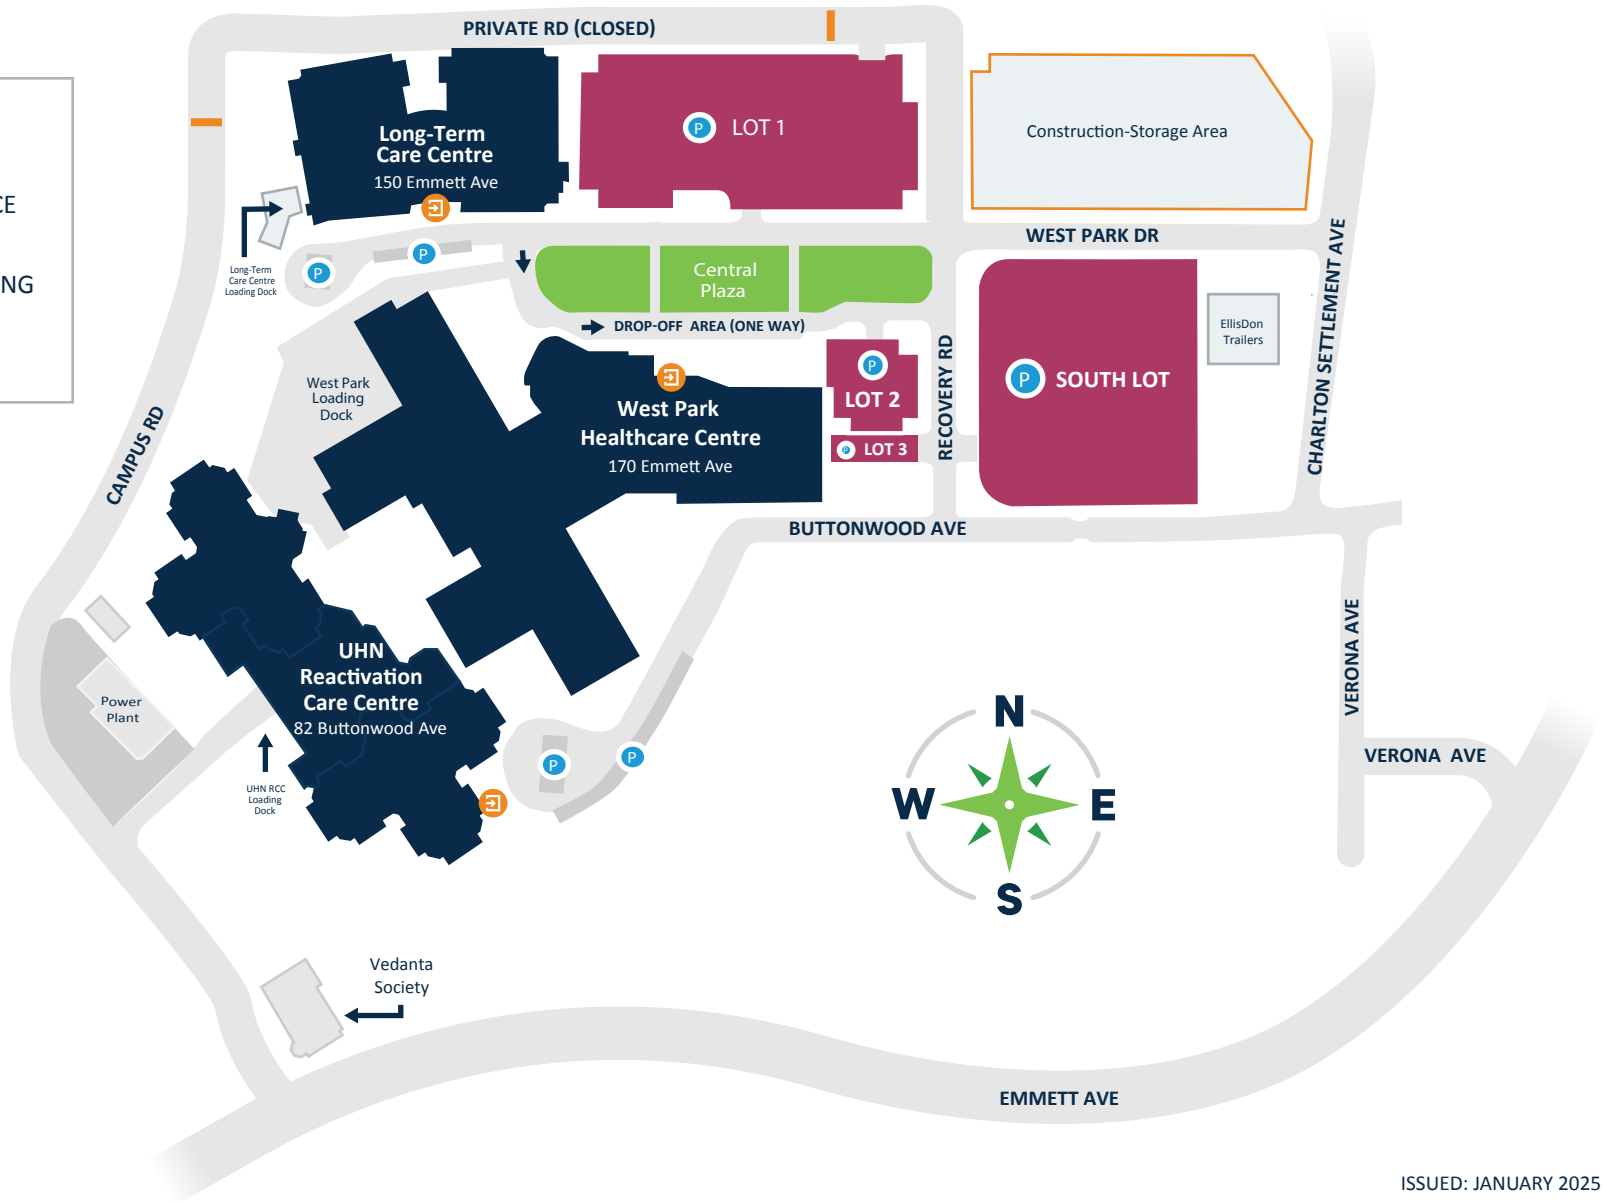 PRIVATE RD (CLOSED)
CE
NG
Long-Term
Care Centre
150 Emmett Ave
P LOT 1
Construction-Storage Area
WEST PARK DR
CHARLTON SETTLEMENT AVE
P
P
Long-Term
Care Centre
Loading Dock
Central
Plaza
DROP-OFF AREA (ONE WAY)
EllisDon
Trailers
West Park
Loading
Dock
P
LOT 2
P LOT 3
RECOVERY RD
P SOUTH LOT
West Park
Healthcare Centre
170 Emmett Ave
CAMPUS RD
BUTTONWOOD AVE
UHN
Reactivation
Care Centre
82 Buttonwood Ave
Power
Plant
UHN RCC
Loading
Dock
P
P
VERONA AVE
VERONA AVE
N
W
E
S
Vedanta
Society
EMMETT AVE
ISSUED: JANUARY 2025